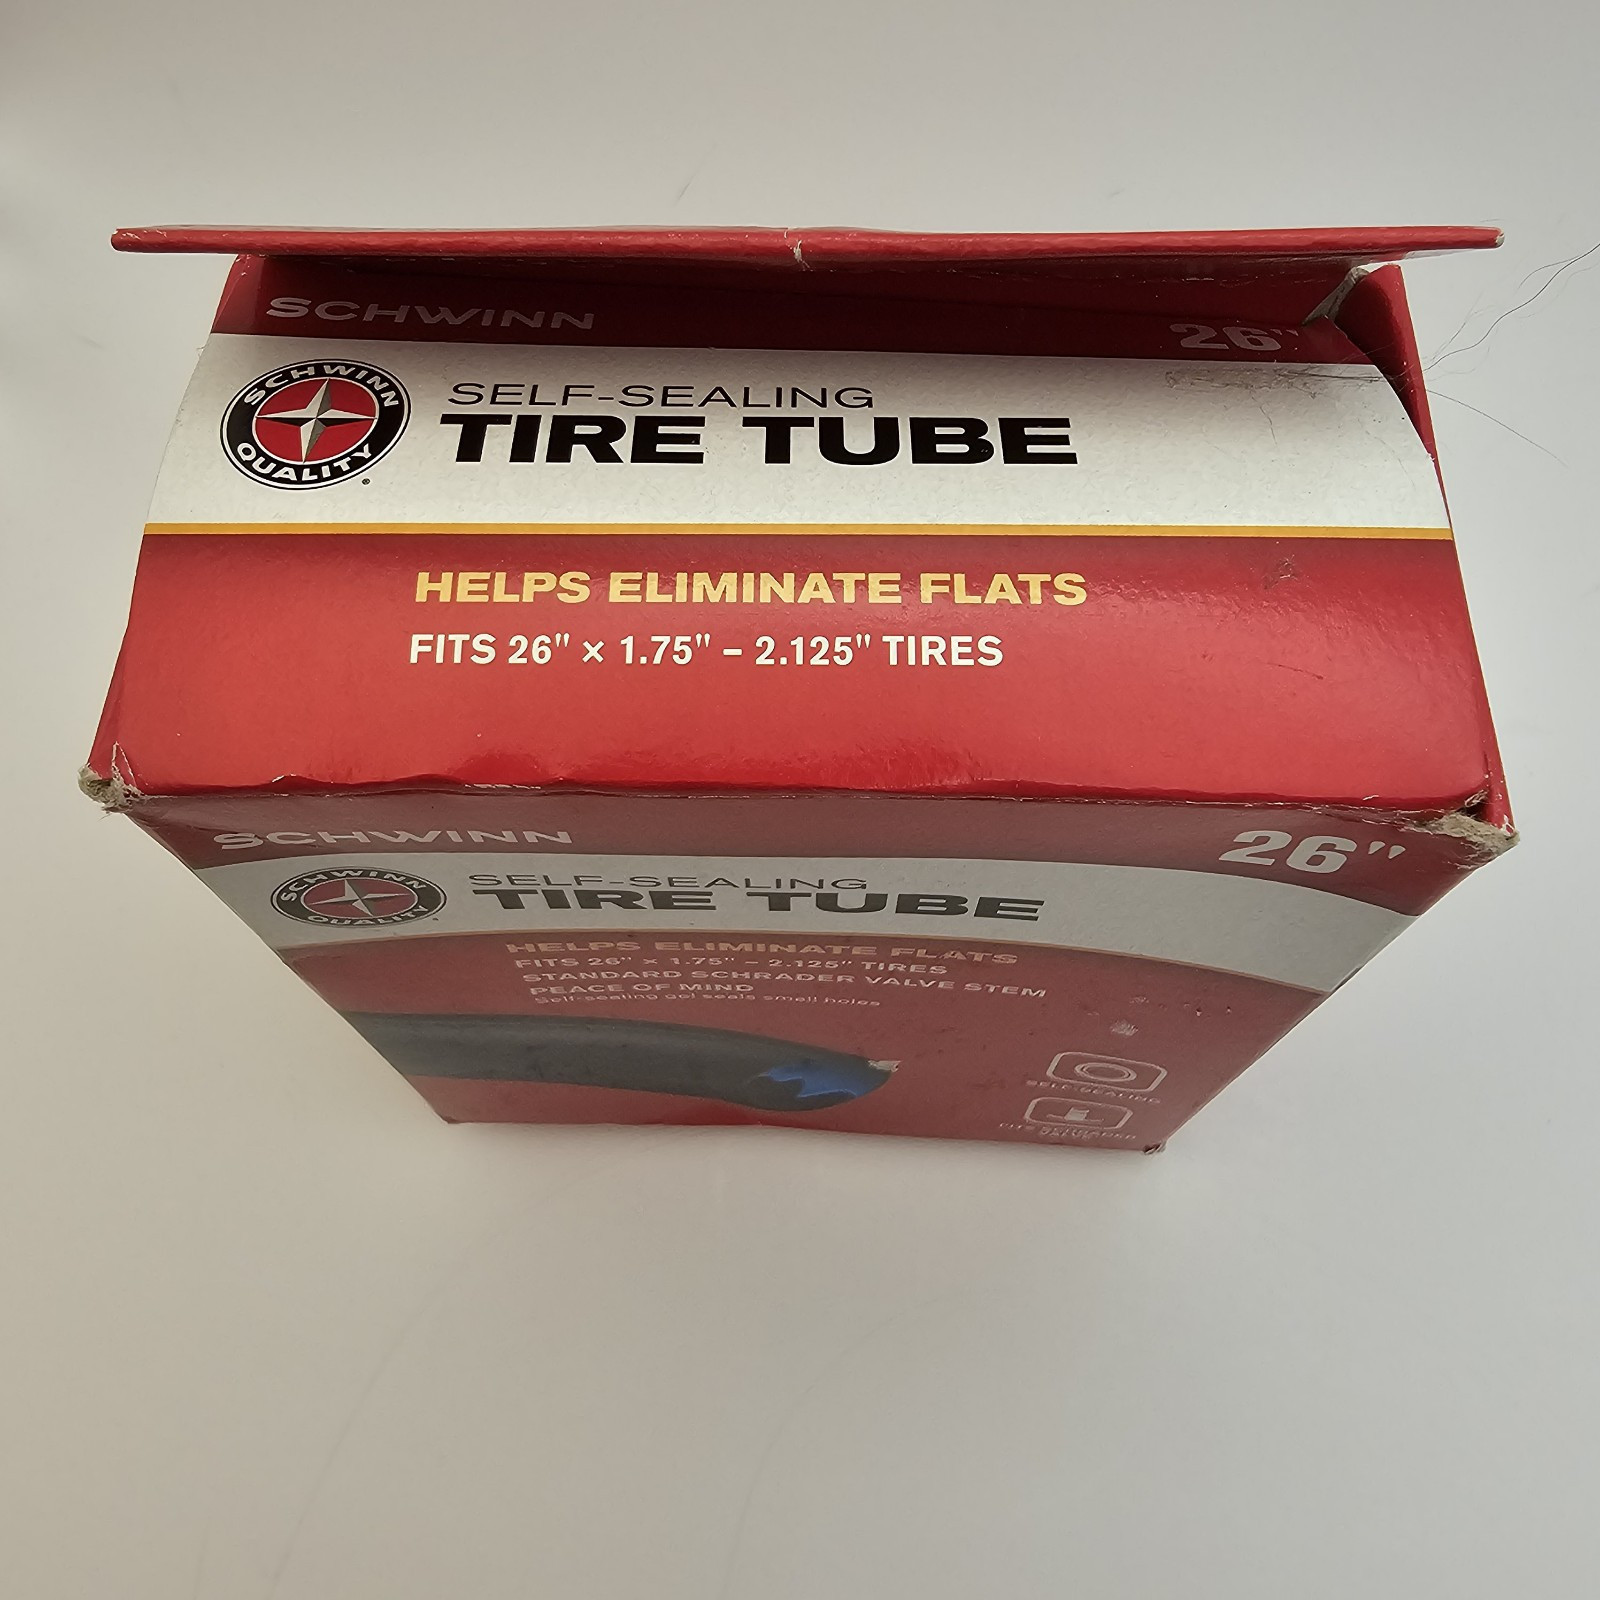 SCHWINN 26"
SCHWINN
QUALITY
SELF-SEALING
TIRE TUBE
HELPS ELIMINATE FLATS
FITS 26" × 1.75" – 2.125" TIRES
SCHWINN 26"
SCHWINN
QUALITY
SELF-SEALING
TIRE TUBE
HELPS ELIMINATE FLATS
FITS 26" × 1.75" – 2.125" TIRES
STANDARD SCHRADER VALVE STEM
PEACE OF MIND
Self-sealing gel seals small holes
SELF-SEALING
FITS SCHRADER